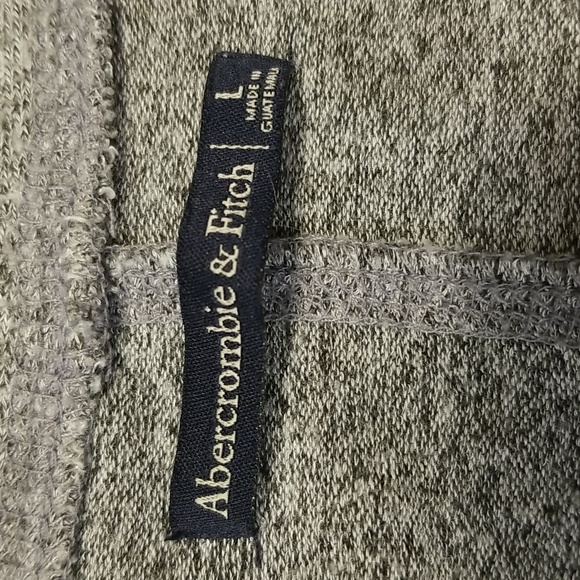 Abercrombie & Fitch
L
MADE IN
GUATEMALA